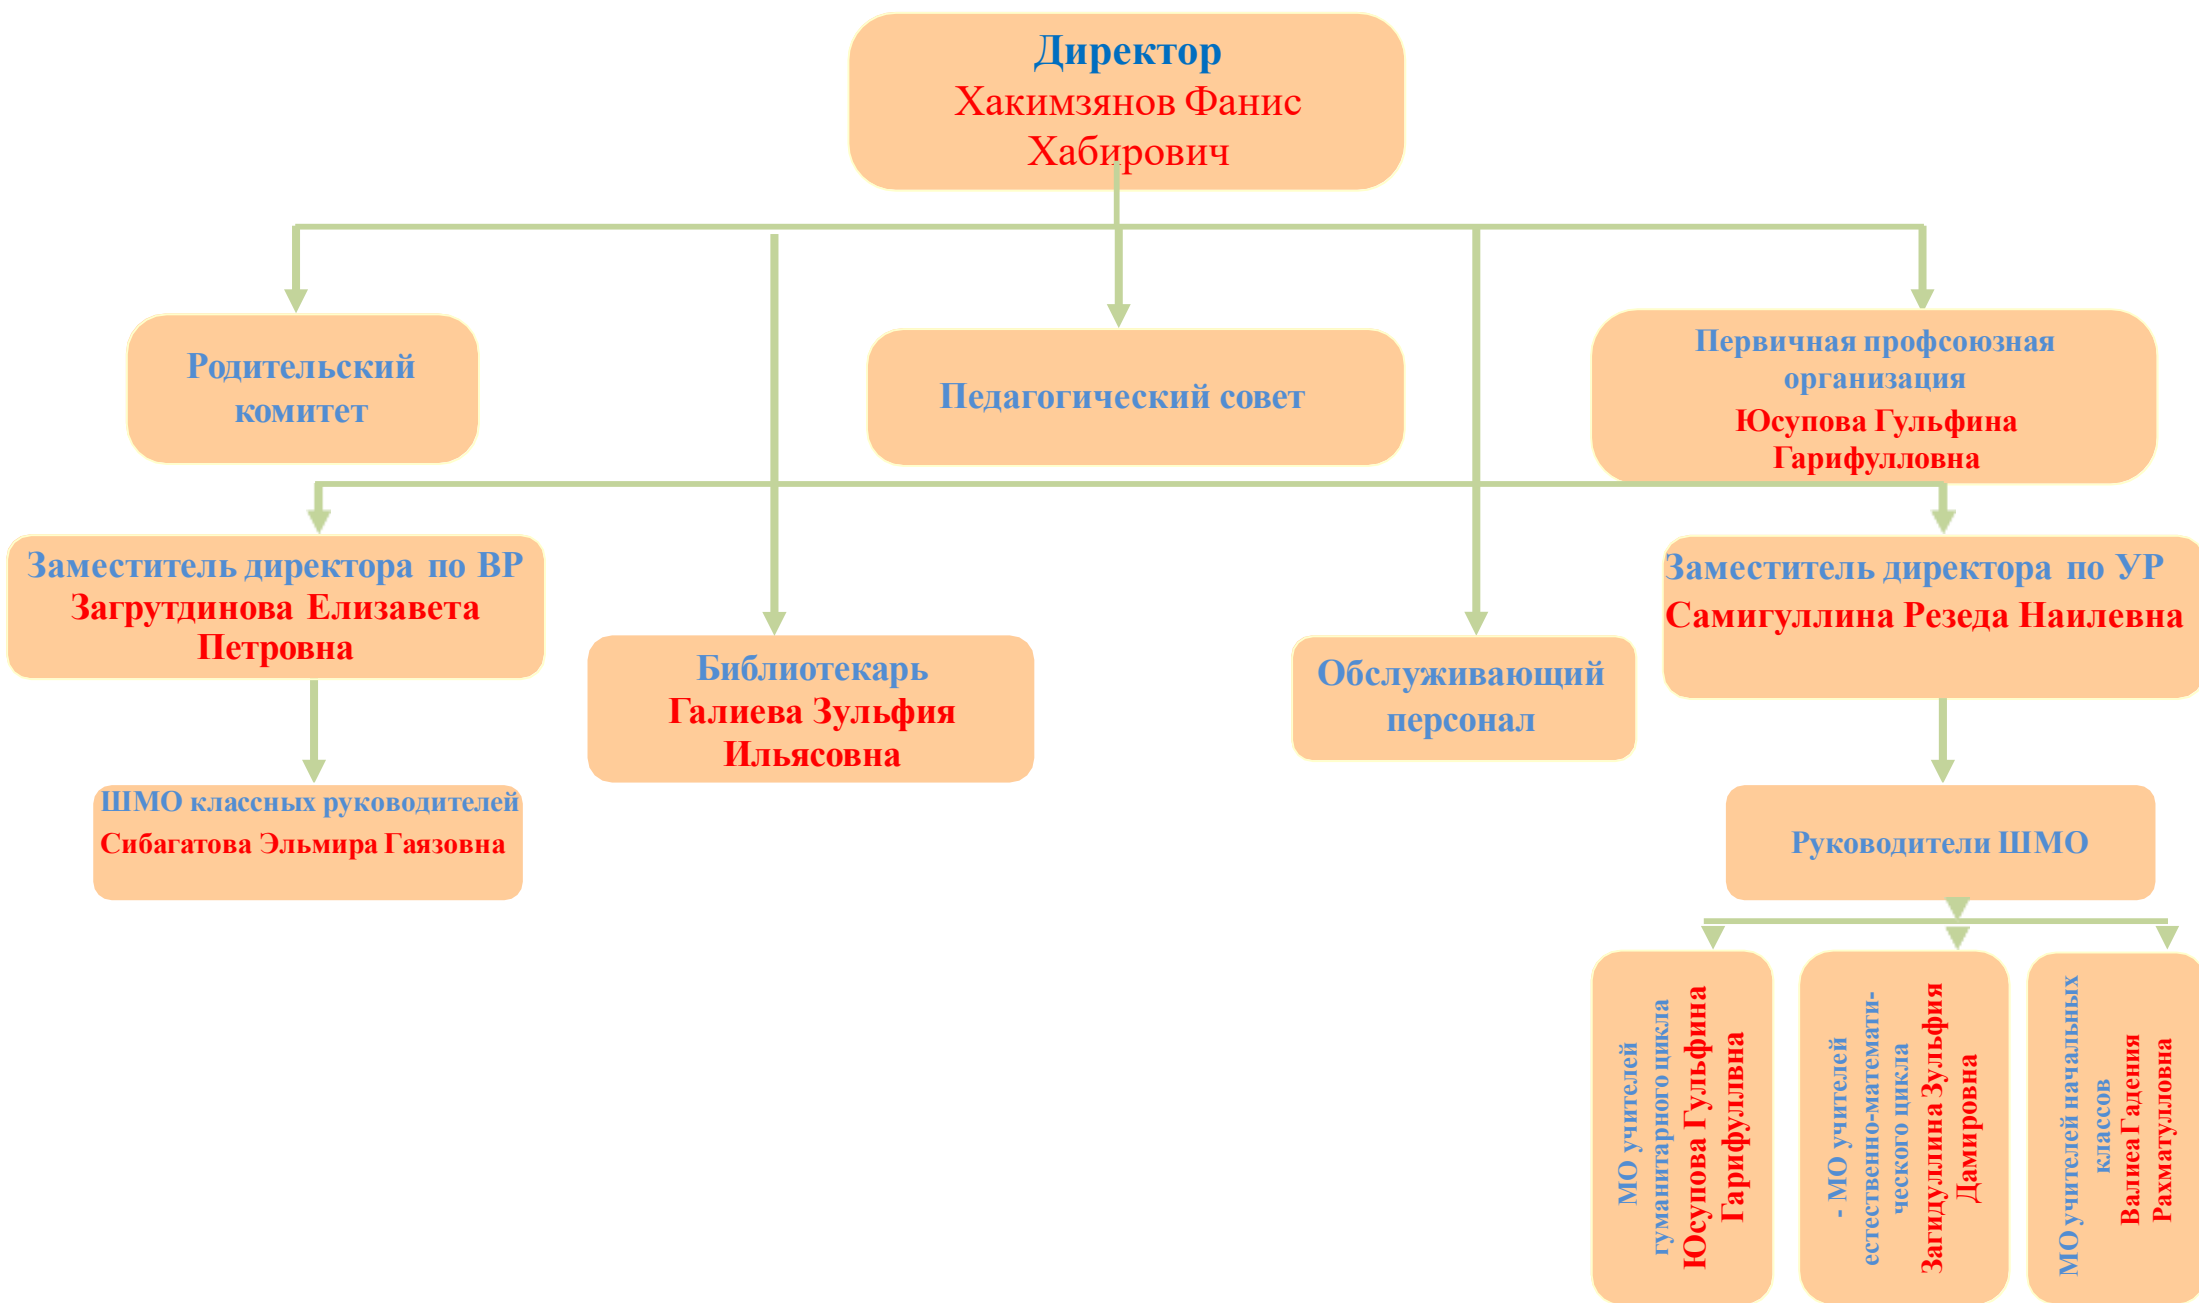 Директор
Хакимзянов Фанис
Хабирович
Родительский
комитет
Педагогический совет
Первичная профсоюзная
организация
Юсупова Гульфина
Гарифулловна
Заместитель директора по ВР
Загрутдинова Елизавета
Петровна
Библиотекарь
Галиева Зульфия
Ильясовна
Обслуживающий
персонал
Заместитель директора по УР
Самигуллина Резеда Наилевна
ШМО классных руководителей
Сибагатова Эльмира Гаязовна
Руководители ШМО
МО учителей
гуманитарного цикла
Юсупова Гульфина
Гарифуллвна
- МО учителей
естественно-математи-
ческого цикла
Загидуллина Зульфия
Дамировна
МО учителей начальных
классов
Валиеа Гадения
Рахматулловна